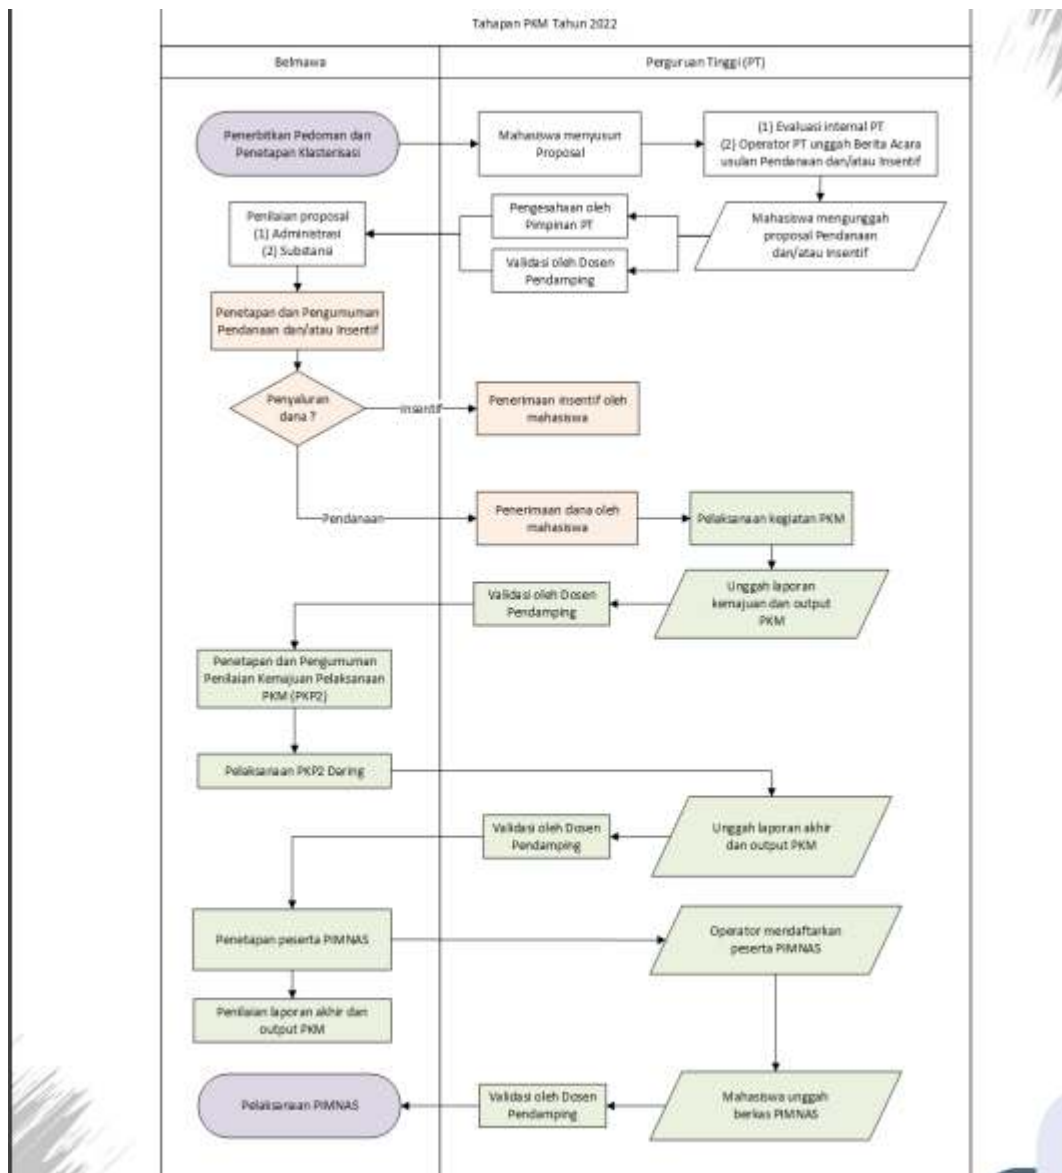 Tahapan PKM Tahun 2022
Belmawa
Perguruan Tinggi (PT)
Penerbitkan Pedoman dan
Penetapan Klasterisasi
Mahasiswa menyusun
Proposal
(1) Evaluasi internal PT
(2) Operator PT unggah Berita Acara
usulan Pendanaan dan/atau Insentif
Mahasiswa mengunggah
proposal Pendanaan
dan/atau Insentif
Pengesahaan oleh
Pimpinan PT
Validasi oleh Dosen
Pendamping
Penilaian proposal
(1) Administrasi
(2) Substansi
Penetapan dan Pengumuman
Pendanaan dan/atau Insentif
Penyaluran
dana ?
Insentif
Penerimaan insentif oleh
mahasiswa
Pendanaan
Penerimaan dana oleh
mahasiswa
Pelaksanaan kegiatan PKM
Unggah laporan
kemajuan dan output
PKM
Validasi oleh Dosen
Pendamping
Penetapan dan Pengumuman
Penilaian Kemajuan Pelaksanaan
PKM (PKP2)
Pelaksanaan PKP2 Daring
Unggah laporan akhir
dan output PKM
Validasi oleh Dosen
Pendamping
Penetapan peserta PIMNAS
Operator mendaftarkan
peserta PIMNAS
Penilaian laporan akhir dan
output PKM
Mahasiswa unggah
berkas PIMNAS
Validasi oleh Dosen
Pendamping
Pelaksanaan PIMNAS